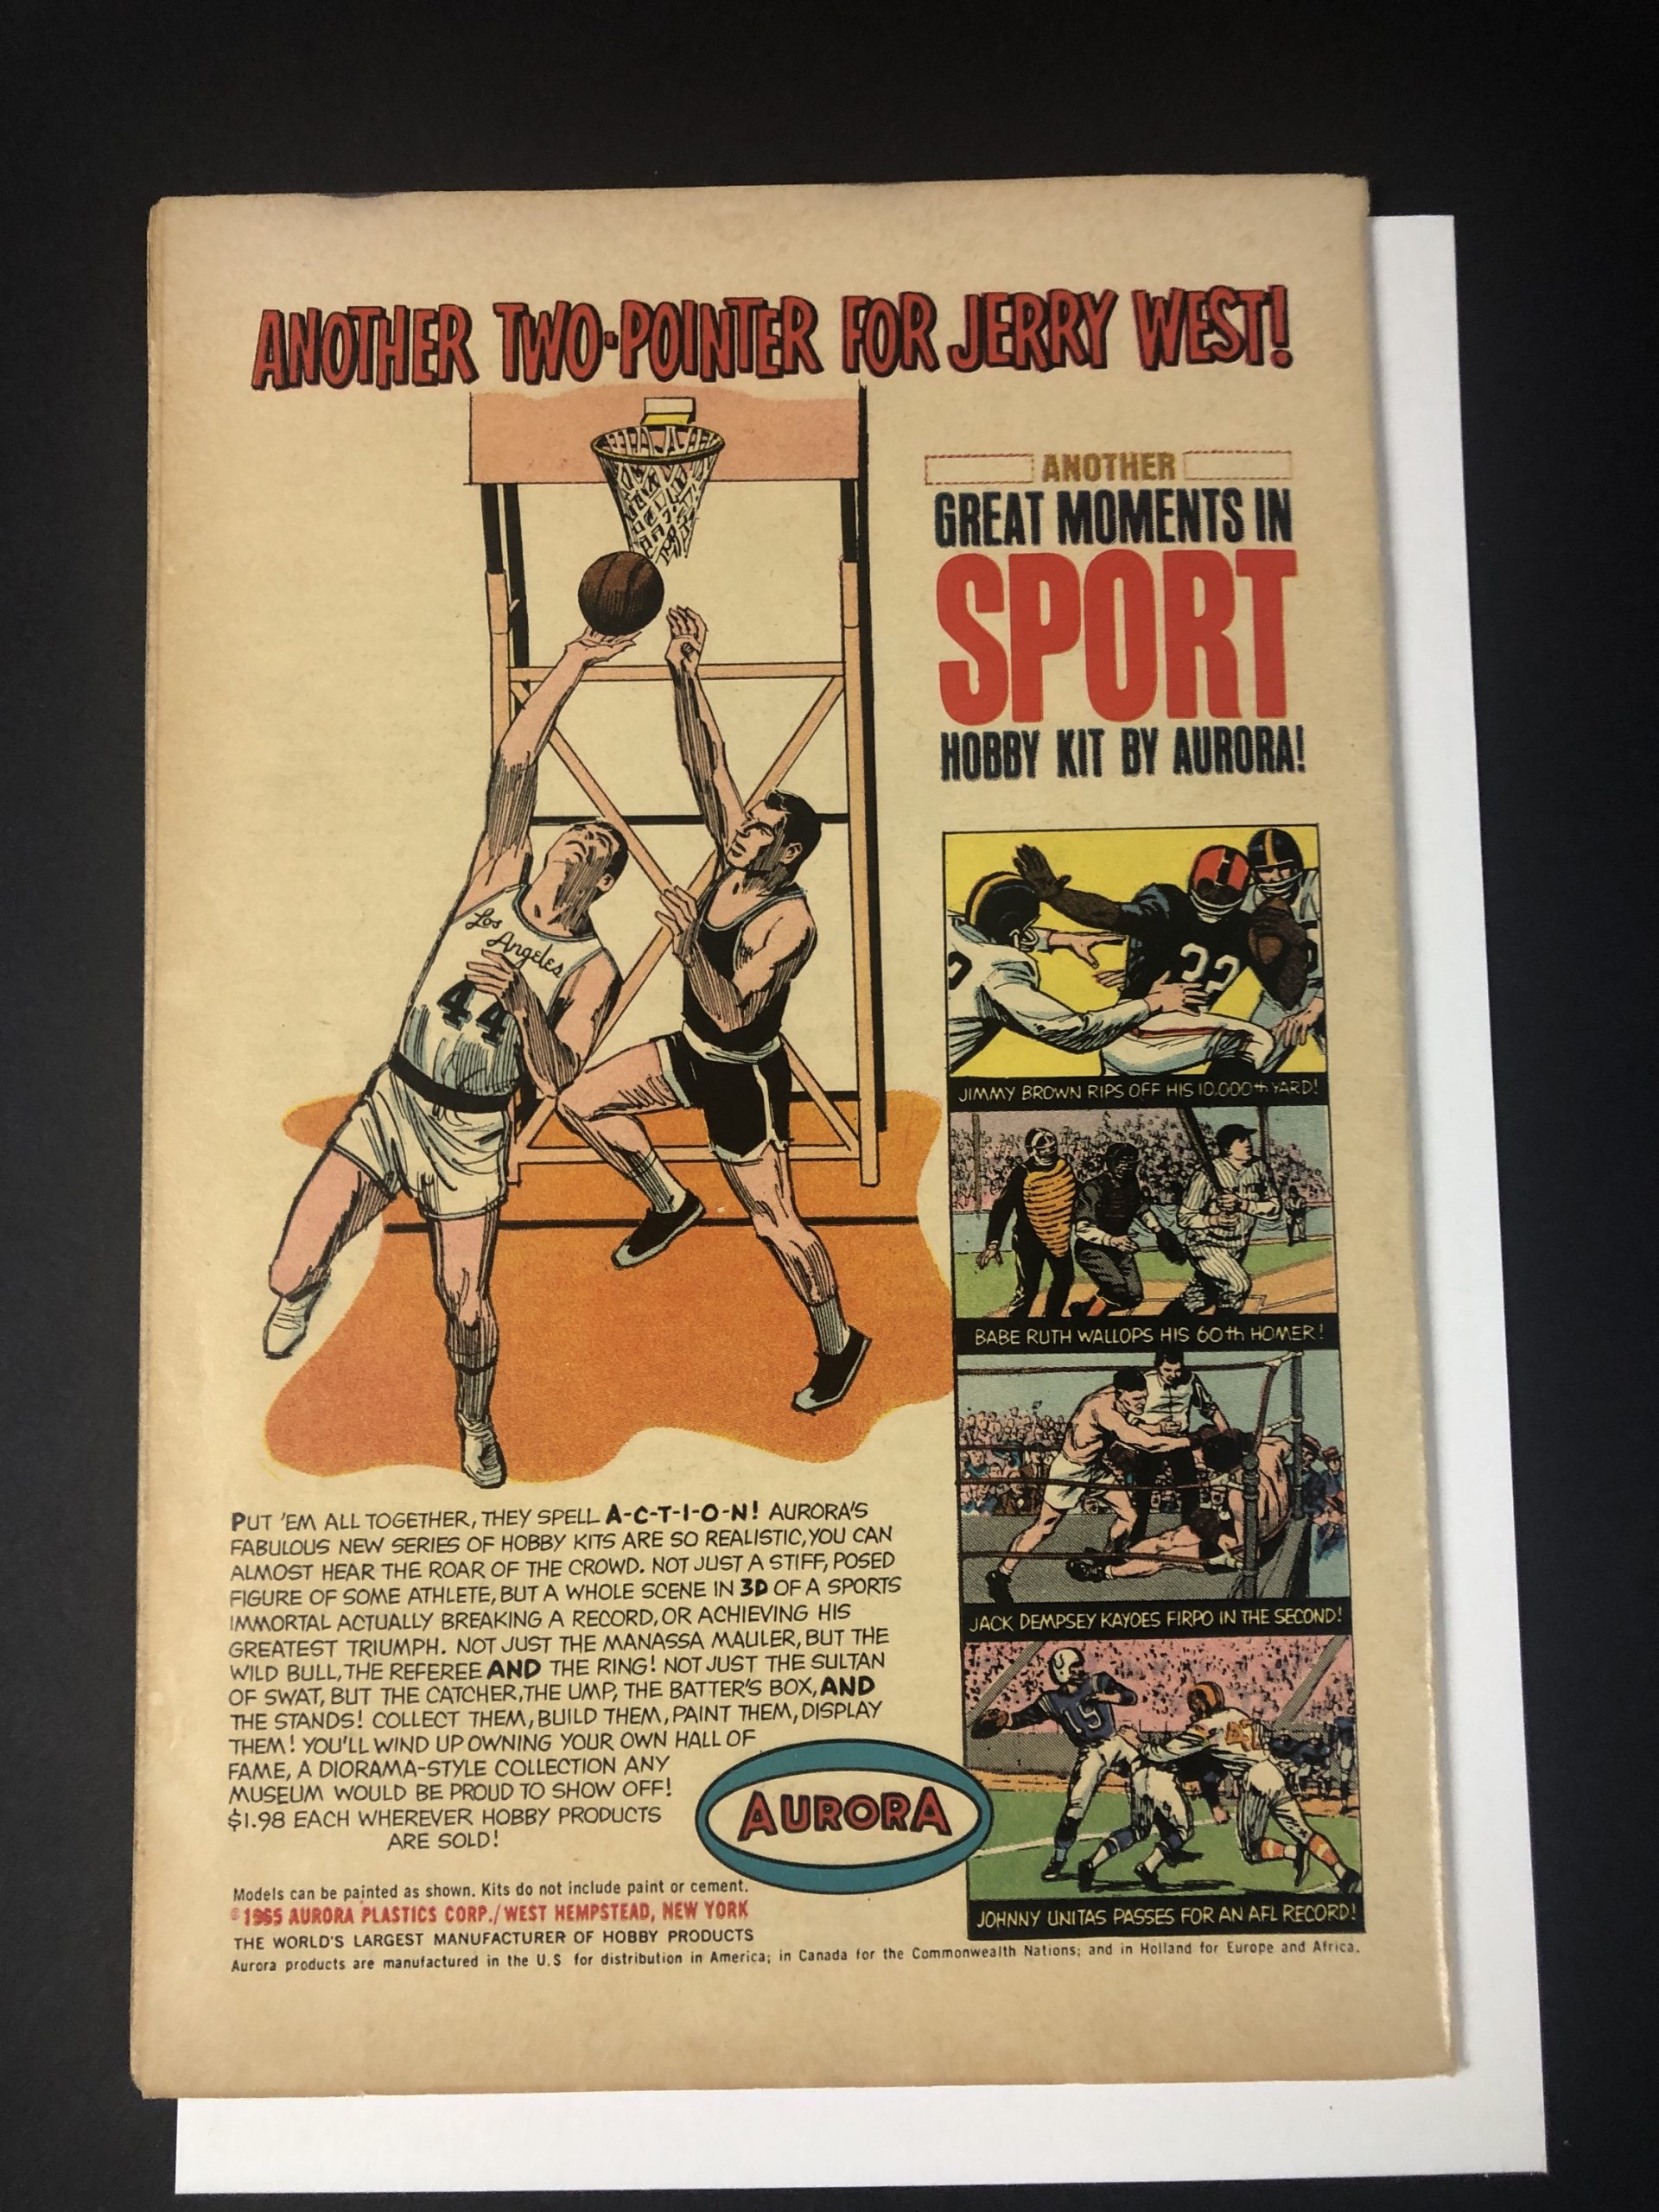 ANOTHER TWO-POINTER FOR JERRY WEST!
ANOTHER
GREAT MOMENTS IN
SPORT
HOBBY KIT BY AURORA!
Los
Angeles
44
32
JIMMY BROWN RIPS OFF HIS 10,000th YARD!
BABE RUTH WALLOPS HIS 60th HOMER!
JACK DEMPSEY KAYOES FIRPO IN THE SECOND!
19
47
JOHNNY UNITAS PASSES FOR AN AFL RECORD!
PUT 'EM ALL TOGETHER, THEY SPELL A-C-T-I-O-N! AURORA'S
FABULOUS NEW SERIES OF HOBBY KITS ARE SO REALISTIC, YOU CAN
ALMOST HEAR THE ROAR OF THE CROWD. NOT JUST A STIFF, POSED
FIGURE OF SOME ATHLETE, BUT A WHOLE SCENE IN 3D OF A SPORTS
IMMORTAL ACTUALLY BREAKING A RECORD, OR ACHIEVING HIS
GREATEST TRIUMPH. NOT JUST THE MANASSA MAULER, BUT THE
WILD BULL, THE REFEREE AND THE RING! NOT JUST THE SULTAN
OF SWAT, BUT THE CATCHER, THE UMP, THE BATTER'S BOX, AND
THE STANDS! COLLECT THEM, BUILD THEM, PAINT THEM, DISPLAY
THEM! YOU'LL WIND UP OWNING YOUR OWN HALL OF
FAME, A DIORAMA-STYLE COLLECTION ANY
MUSEUM WOULD BE PROUD TO SHOW OFF!
$1.98 EACH WHEREVER HOBBY PRODUCTS
ARE SOLD!
AURORA
Models can be painted as shown. Kits do not include paint or cement.
©1965 AURORA PLASTICS CORP./WEST HEMPSTEAD, NEW YORK
THE WORLD'S LARGEST MANUFACTURER OF HOBBY PRODUCTS
Aurora products are manufactured in the U.S for distribution in America; in Canada for the Commonwealth Nations; and in Holland for Europe and Africa.